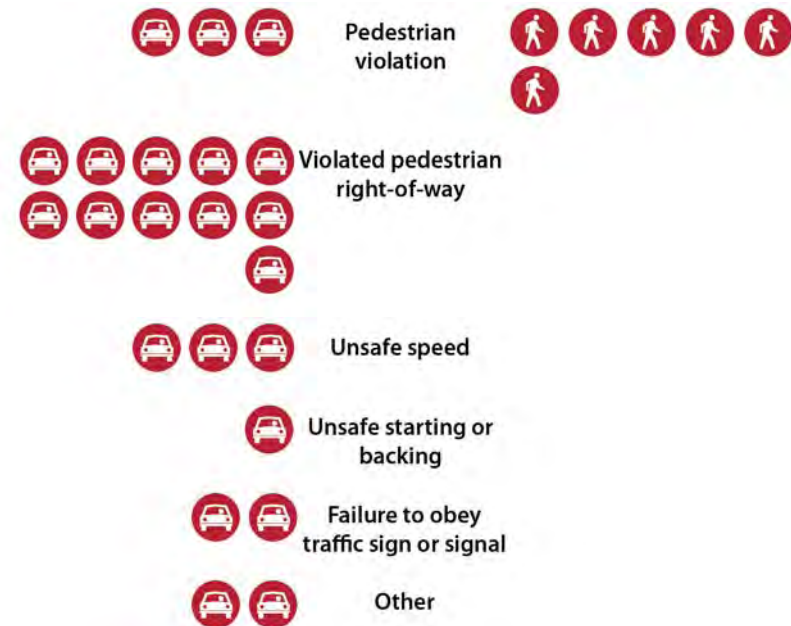 Pedestrian
violation
Violated pedestrian
right-of-way
Unsafe speed
Unsafe starting or
backing
Failure to obey
traffic sign or signal
Other